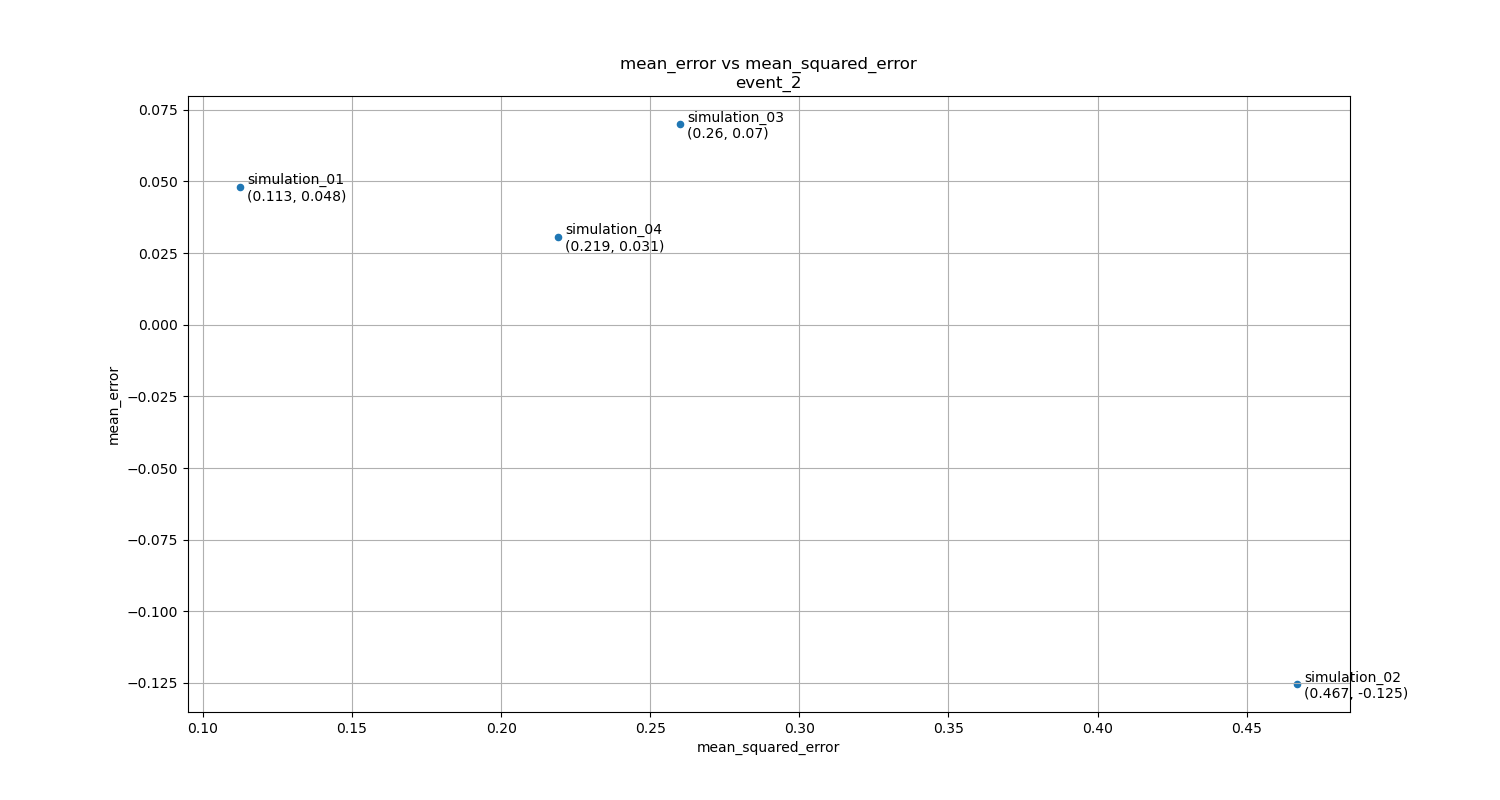 mean_error vs mean_squared_error
event_2
0.075
0.050
0.025
0.000
−0.025
−0.050
−0.075
−0.100
−0.125
mean_error
simulation_03
(0.26, 0.07)
simulation_01
(0.113, 0.048)
simulation_04
(0.219, 0.031)
simulation_02
(0.467, -0.125)
0.10 0.15 0.20 0.25 0.30 0.35 0.40 0.45
mean_squared_error